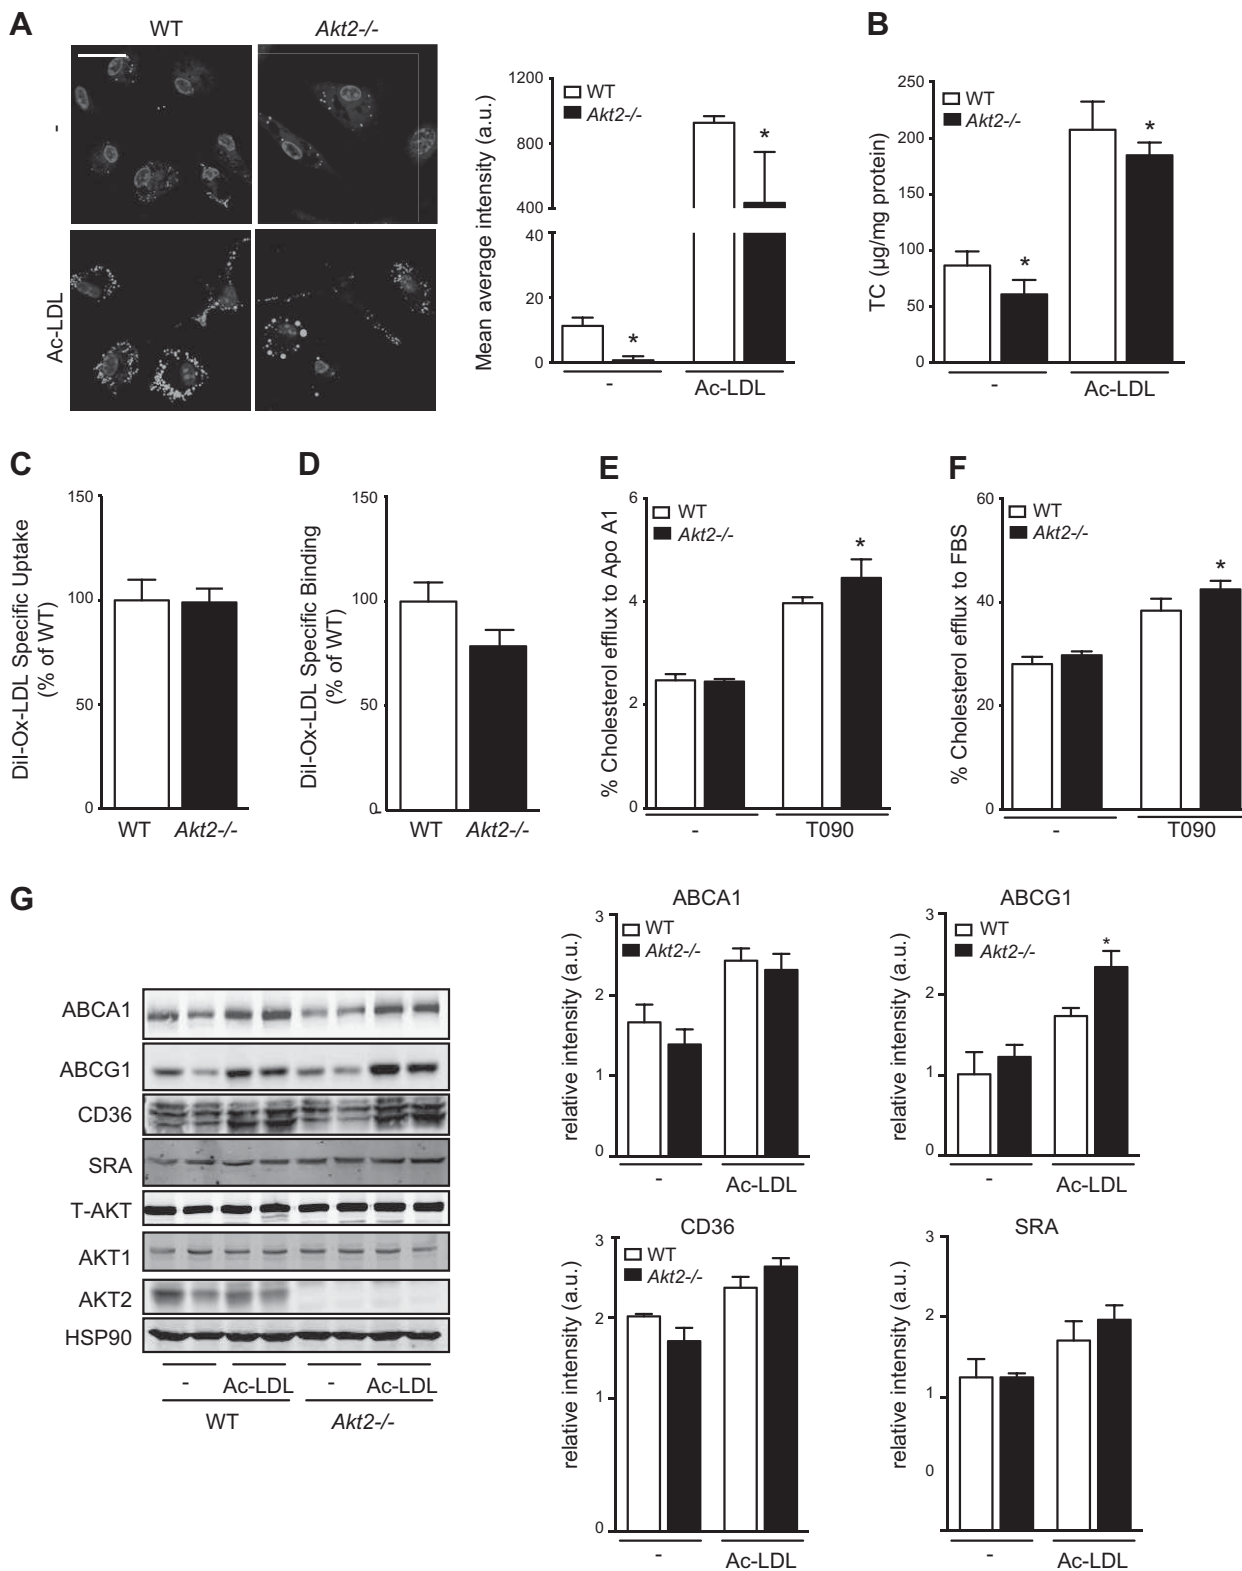 A
WT
Akt2-/-
-
Ac-LDL
Mean average intensity (a.u.)
1200
800
400
40
20
0
WT
Akt2-/-
*
*
-
Ac-LDL
B
TC (µg/mg protein)
250
200
150
100
50
0
WT
Akt2-/-
*
*
-
Ac-LDL
C
DiI-Ox-LDL Specific Uptake
(% of WT)
150
100
50
0
WT
Akt2-/-
D
DiI-Ox-LDL Specific Binding
(% of WT)
150
100
50
0
WT
Akt2-/-
E
% Cholesterol efflux to Apo A1
6
4
2
0
WT
Akt2-/-
*
-
T090
F
% Cholesterol efflux to FBS
60
40
20
0
WT
Akt2-/-
*
-
T090
G
ABCA1
ABCG1
CD36
SRA
T-AKT
AKT1
AKT2
HSP90
-
Ac-LDL
-
Ac-LDL
WT
Akt2-/-
ABCA1
relative intensity (a.u.)
3
2
1
0
WT
Akt2-/-
-
Ac-LDL
ABCG1
relative intensity (a.u.)
3
2
1
0
WT
Akt2-/-
*
-
Ac-LDL
CD36
relative intensity (a.u.)
3
2
1
0
WT
Akt2-/-
-
Ac-LDL
SRA
relative intensity (a.u.)
3
2
1
0
-
Ac-LDL